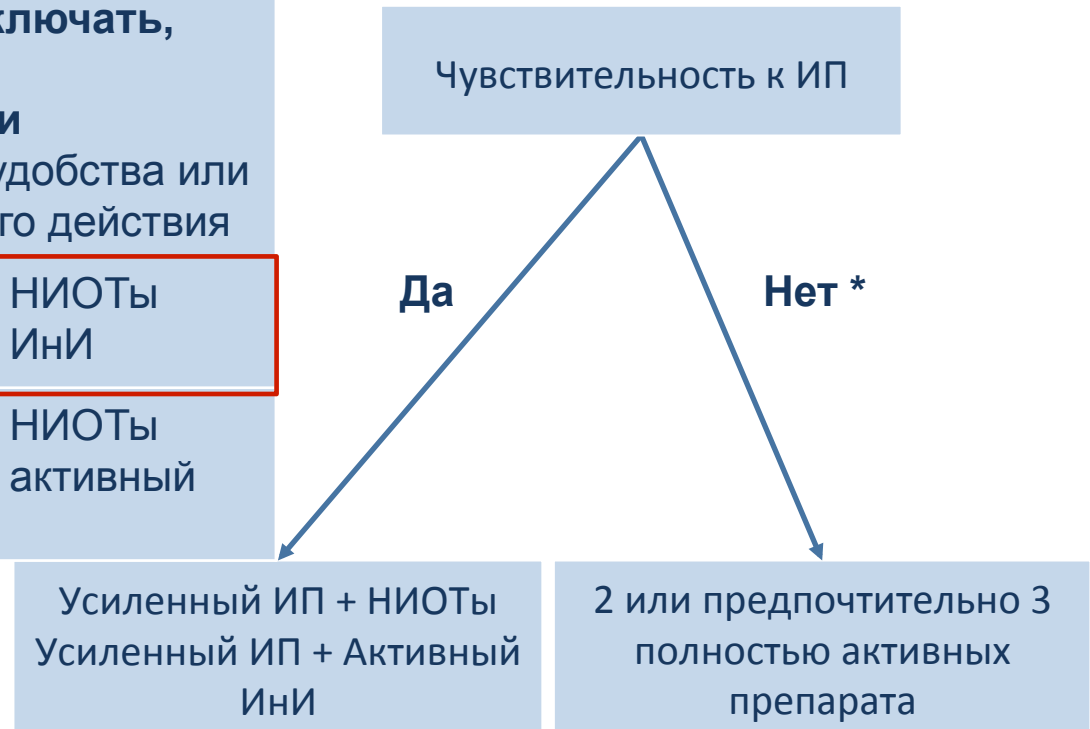 ключать,
и
удобства или
го действия
НИОТы
ИнИ
НИОТы
активный
Чувствительность к ИП
Да
Нет *
Усиленный ИП + НИОТы
Усиленный ИП + Активный
ИнИ
2 или предпочтительно 3
полностью активных
препарата